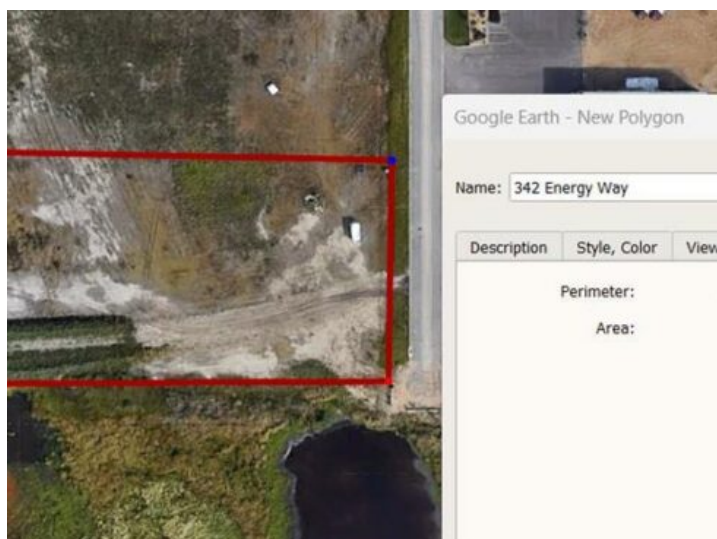 Google Earth - New Polygon
Name: 342 Energy Way
Description Style, Color View
Perimeter:
Area: